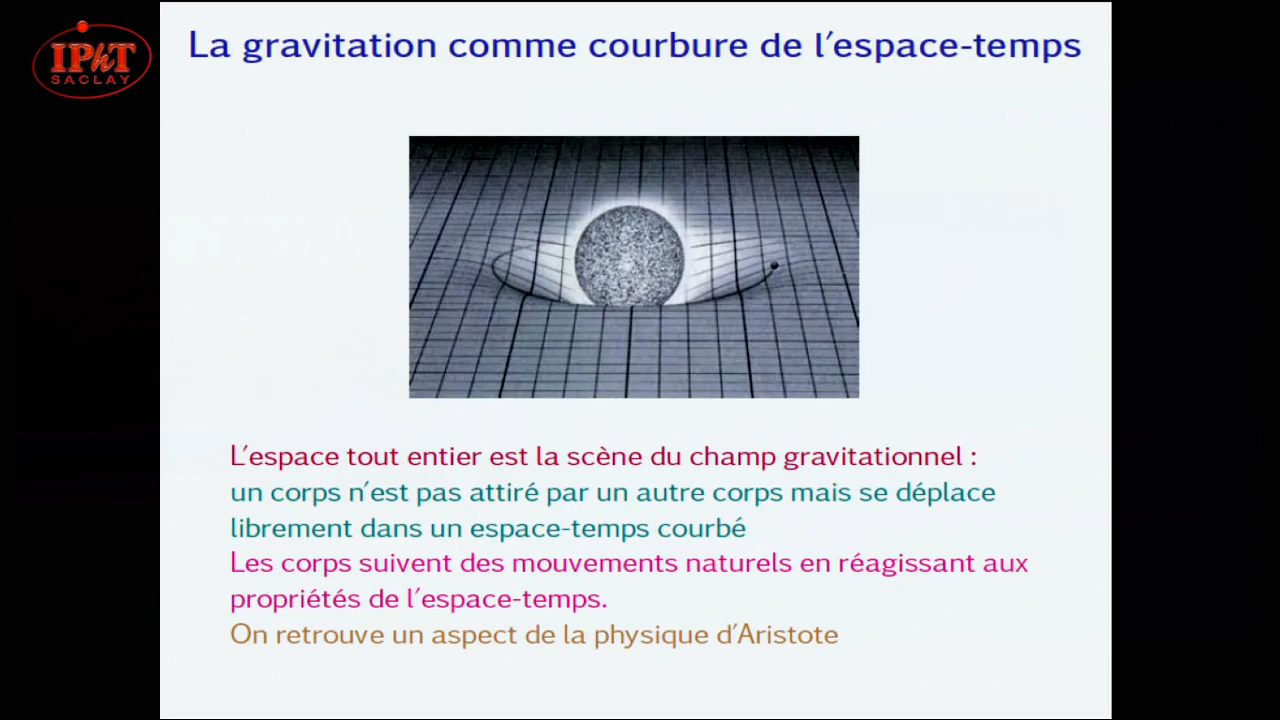 IPhT
SACLAY
La gravitation comme courbure de l'espace-temps
L'espace tout entier est la scène du champ gravitationnel :
un corps n'est pas attiré par un autre corps mais se déplace
librement dans un espace-temps courbé
Les corps suivent des mouvements naturels en réagissant aux
propriétés de l'espace-temps.
On retrouve un aspect de la physique d'Aristote